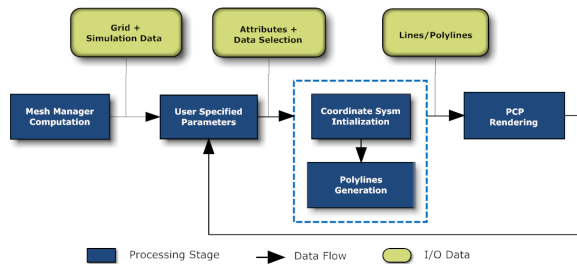 Grid +
Simulation Data
Attributes +
Data Selection
Lines/Polylines
Mesh Manager
Computation
User Specified
Parameters
Coordinate Sysm
Intialization
PCP
Rendering
Polylines
Generation
Processing Stage
Data Flow
I/O Data